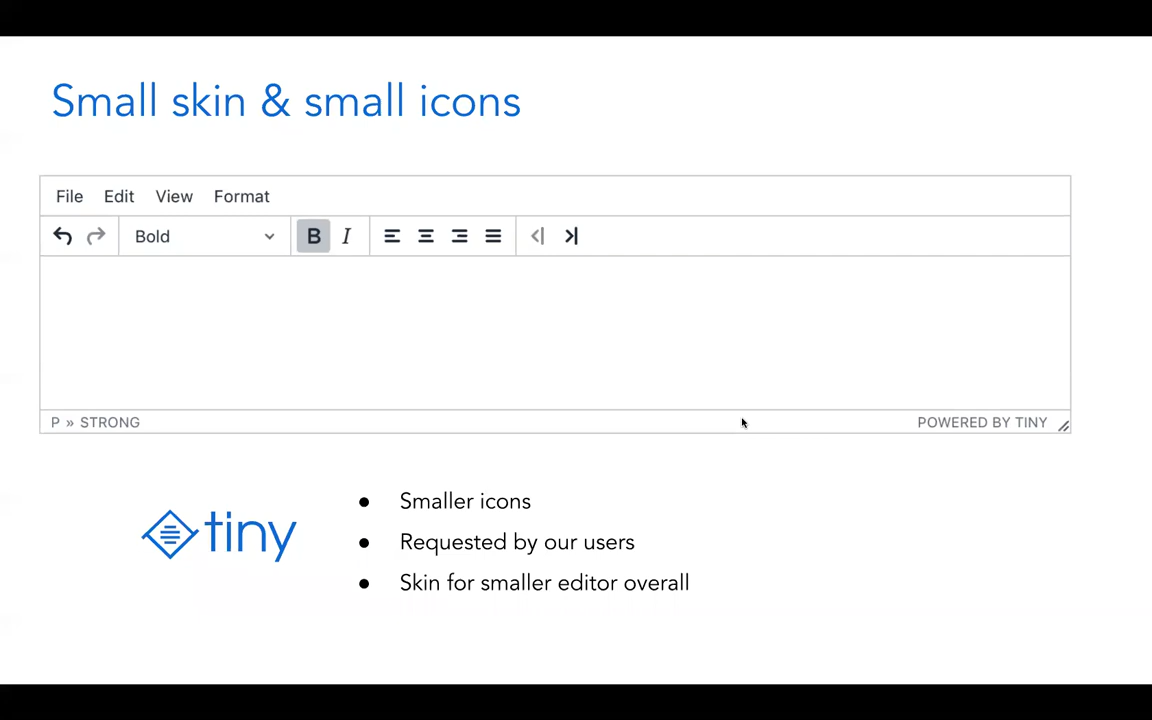 Small skin & small icons
File Edit View Format
Bold B I
P » STRONG POWERED BY TINY
tiny
● Smaller icons
● Requested by our users
● Skin for smaller editor overall